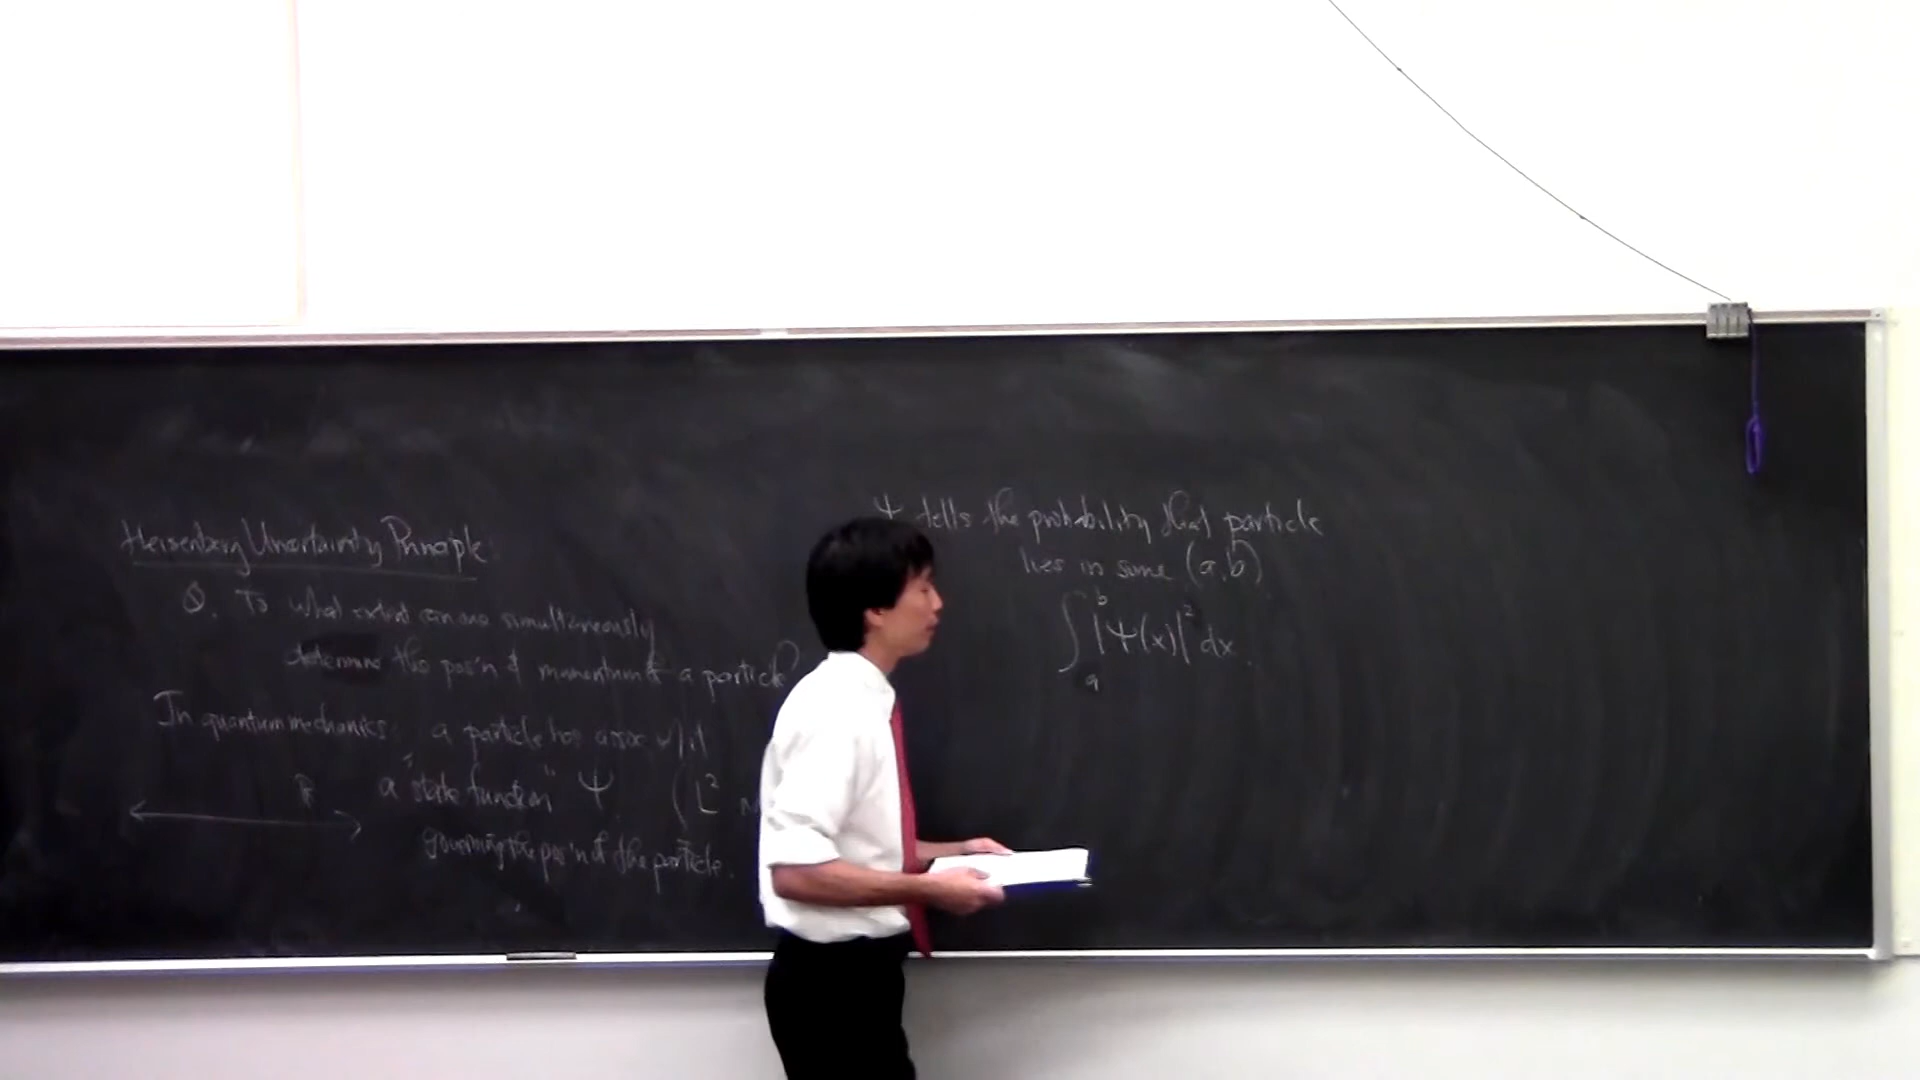 Heisenberg Uncertainty Principle:
Q. To what extent can one simultaneously
determine the pos'n & momentum of a particle
In quantum mechanics: a particle has assoc w/ it
a "state function" Ψ (L²
ℝ
governing the pos'n of the particle.
Ψ tells the probability that particle
lies in some (a,b)
∫_a^b |Ψ(x)|² dx.